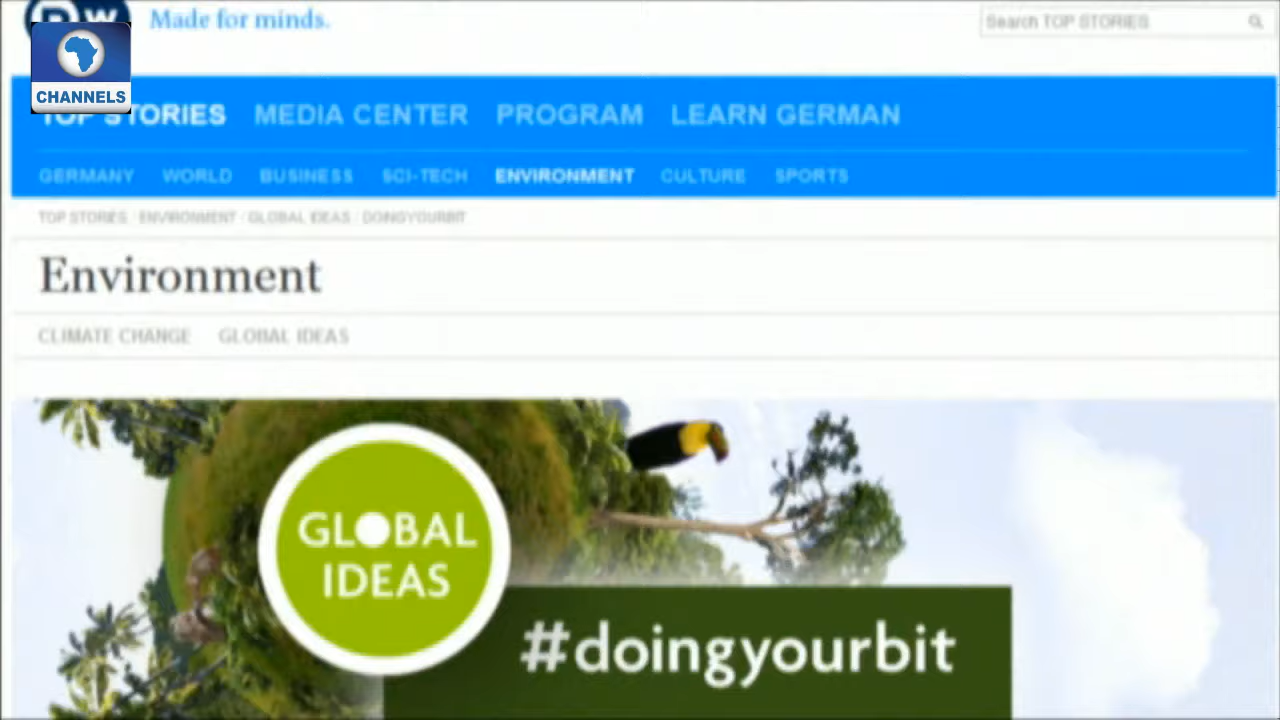 Made for minds.
Search TOP STORIES
CHANNELS
TOP STORIES MEDIA CENTER PROGRAM LEARN GERMAN
GERMANY WORLD BUSINESS SCI-TECH ENVIRONMENT CULTURE SPORTS
TOP STORIES / ENVIRONMENT / GLOBAL IDEAS / DOINGYOURBIT
Environment
CLIMATE CHANGE GLOBAL IDEAS
GLOBAL
IDEAS
#doingyourbit